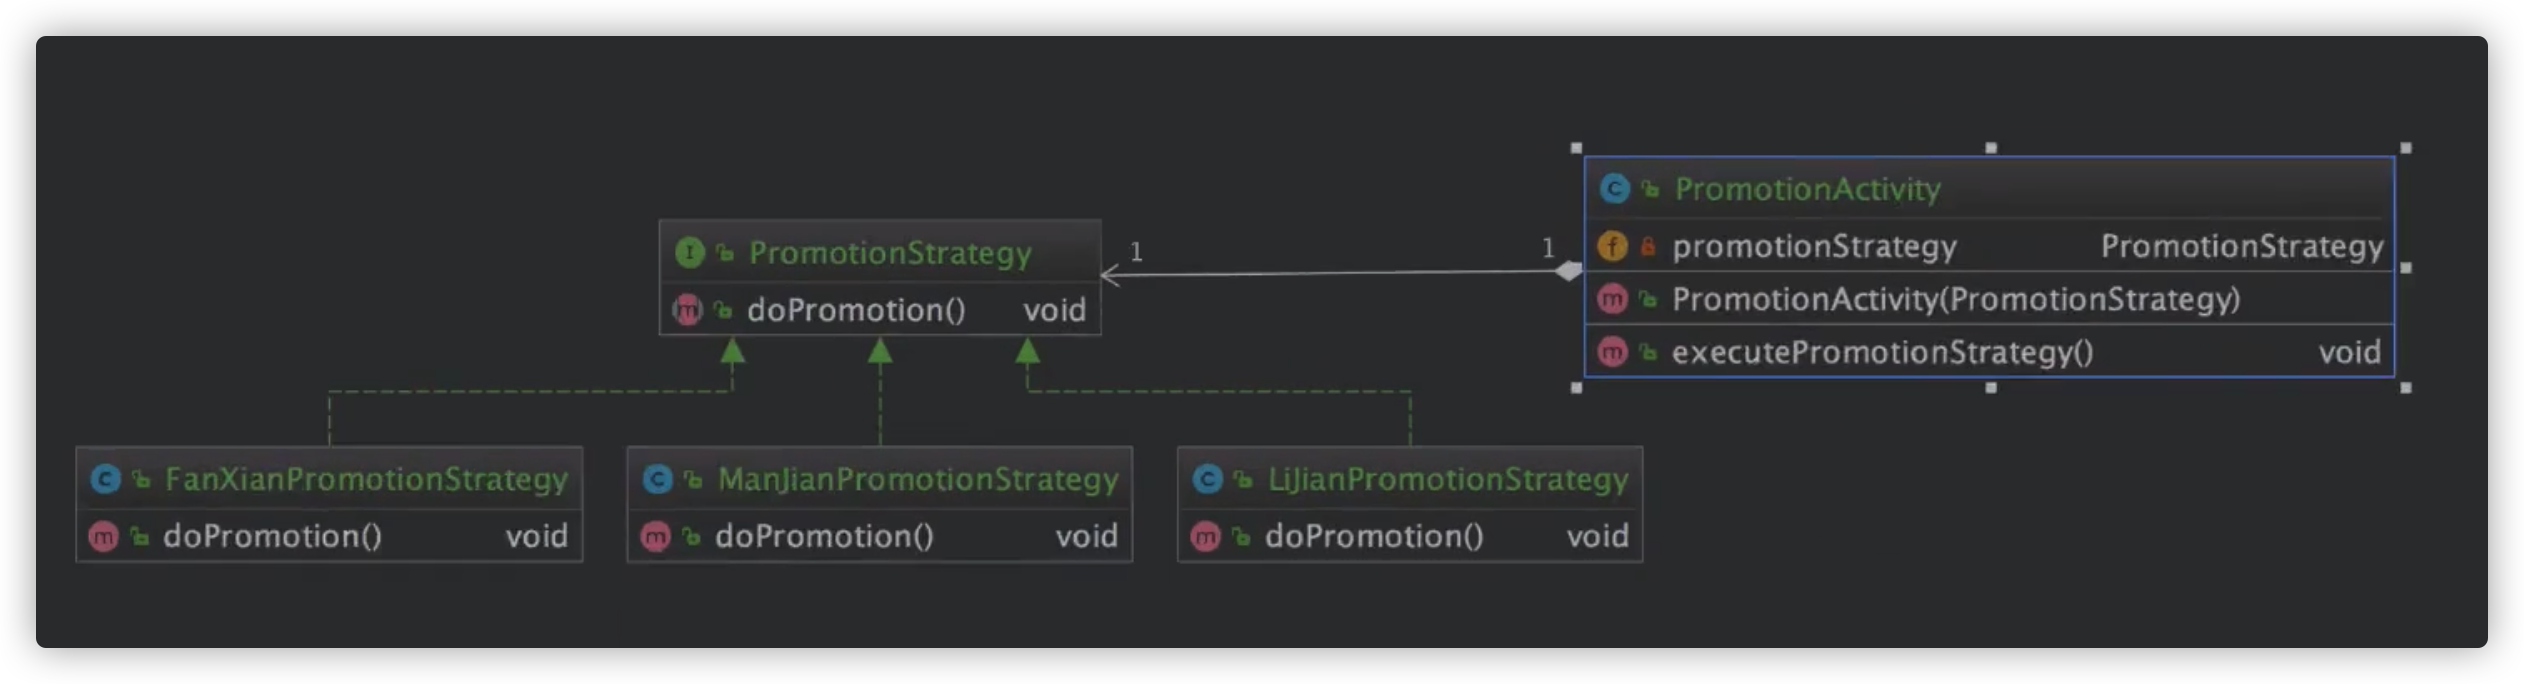 PromotionActivity
promotionStrategy PromotionStrategy
PromotionActivity(PromotionStrategy)
executePromotionStrategy() void
1 1
PromotionStrategy
doPromotion() void
FanXianPromotionStrategy
doPromotion() void
ManJianPromotionStrategy
doPromotion() void
LiJianPromotionStrategy
doPromotion() void